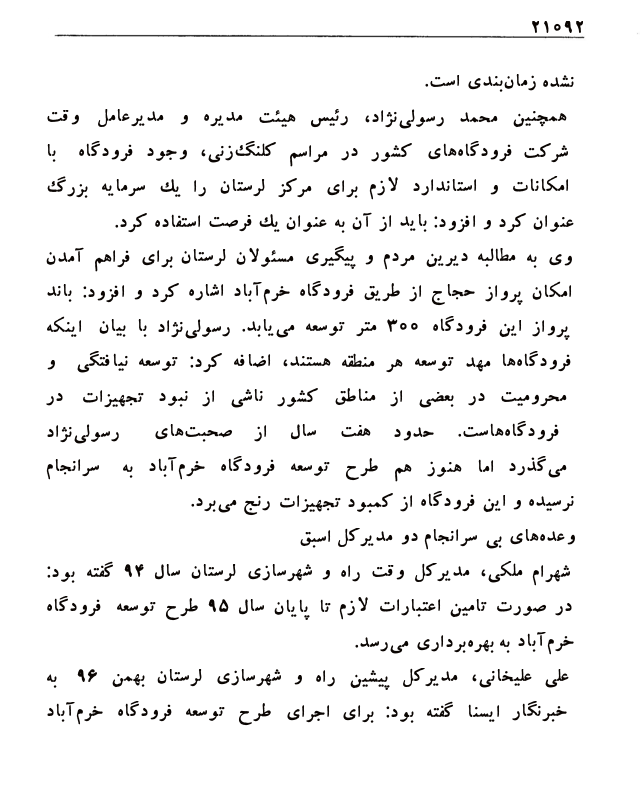 ۲۱۰۹۲
نشده زمان‌بندی است.
همچنین محمد رسولی‌نژاد، رئیس هیئت مدیره و مدیرعامل وقت
شرکت فرودگاه‌های کشور در مراسم کلنگ‌زنی، وجود فرودگاه با
امکانات و استاندارد لازم برای مرکز لرستان را یك سرمایه بزرگ
عنوان کرد و افزود: باید از آن به عنوان یك فرصت استفاده کرد.
وی به مطالبه دیرین مردم و پیگیری مسئولان لرستان برای فراهم آمدن
امکان پرواز حجاج از طریق فرودگاه خرم‌آباد اشاره کرد و افزود: باند
پرواز این فرودگاه ۳۰۰ متر توسعه می‌یابد. رسولی‌نژاد با بیان اینکه
فرودگاه‌ها مهد توسعه هر منطقه هستند، اضافه کرد: توسعه نیافتگی و
محرومیت در بعضی از مناطق کشور ناشی از نبود تجهیزات در
فرودگاه‌هاست. حدود هفت سال از صحبت‌های رسولی‌نژاد
می‌گذرد اما هنوز هم طرح توسعه فرودگاه خرم‌آباد به سرانجام
نرسیده و این فرودگاه از کمبود تجهیزات رنج می‌برد.
وعده‌های بی سرانجام دو مدیرکل اسبق
شهرام ملکی، مدیرکل وقت راه و شهرسازی لرستان سال ۹۴ گفته بود:
در صورت تامین اعتبارات لازم تا پایان سال ۹۵ طرح توسعه فرودگاه
خرم‌آباد به بهره‌برداری می‌رسد.
علی علیخانی، مدیرکل پیشین راه و شهرسازی لرستان بهمن ۹۶ به
خبرنگار ایسنا گفته بود: برای اجرای طرح توسعه فرودگاه خرم‌آباد